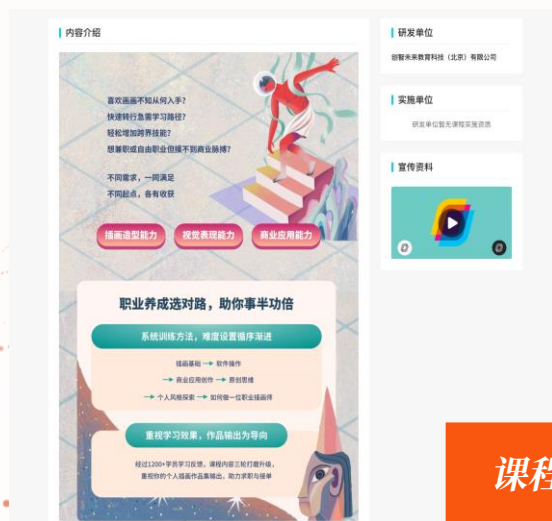 内容介绍
喜欢画画不知从何入手?
快速转行急需学习路径?
轻松增加跨界技能?
想兼职或自由职业但摸不到商业脉搏?
不同需求，一同满足
不同起点，各有收获
插画造型能力 视觉表现能力 商业应用能力
职业养成选对路，助你事半功倍
系统训练方法，难度设置循序渐进
插画基础 → 软件操作
→ 商业应用创作 → 原创思维
→ 个人风格探索 → 如何做一位职业插画师
重视学习效果，作品输出为导向
经过1200+学员学习反馈，课程内容三轮打磨升级，
重视你的个人插画作品集输出，助力求职与接单
研发单位
创智未来教育科技（北京）有限公司
实施单位
研发单位暂无课程实施资质
宣传资料
课程